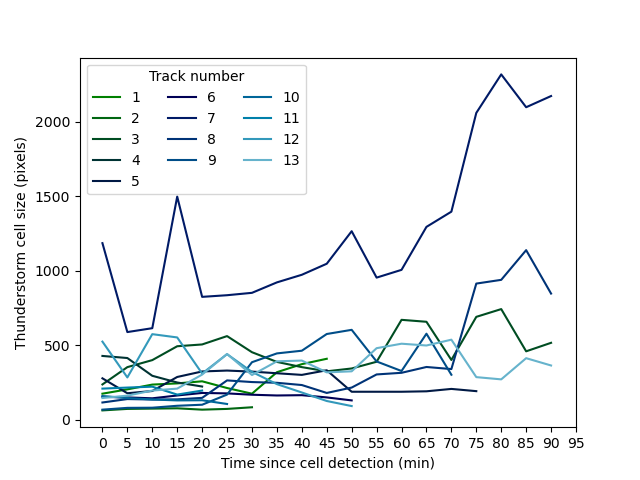 Track number
1 6 10
2 7 11
3 8 12
4 9 13
5
Thunderstorm cell size (pixels)
2000
1500
1000
500
0
0 5 10 15 20 25 30 35 40 45 50 55 60 65 70 75 80 85 90 95
Time since cell detection (min)